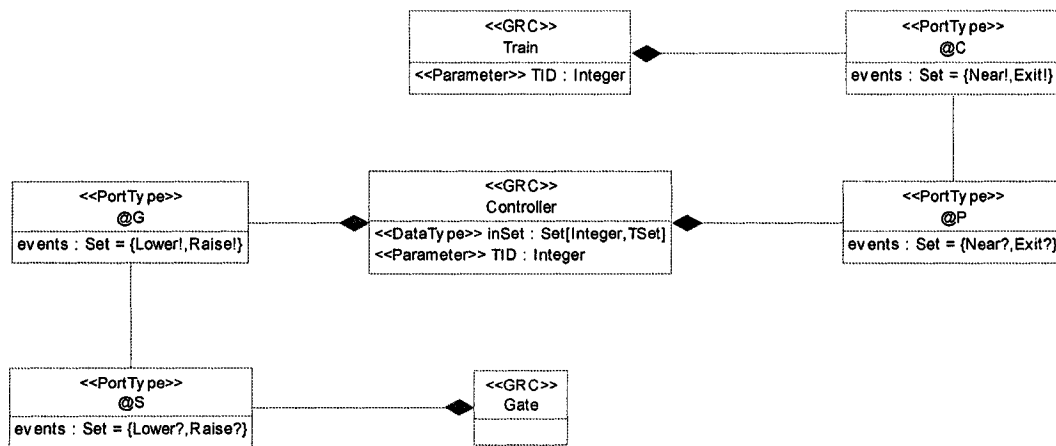 <<GRC>>
Train
<<Parameter>> TID : Integer
<<PortType>>
@C
events : Set = {Near!,Exit!}
<<PortType>>
@G
events : Set = {Lower!,Raise!}
<<GRC>>
Controller
<<DataType>> inSet : Set[Integer,TSet]
<<Parameter>> TID : Integer
<<PortType>>
@P
events : Set = {Near?,Exit?}
<<PortType>>
@S
events : Set = {Lower?,Raise?}
<<GRC>>
Gate